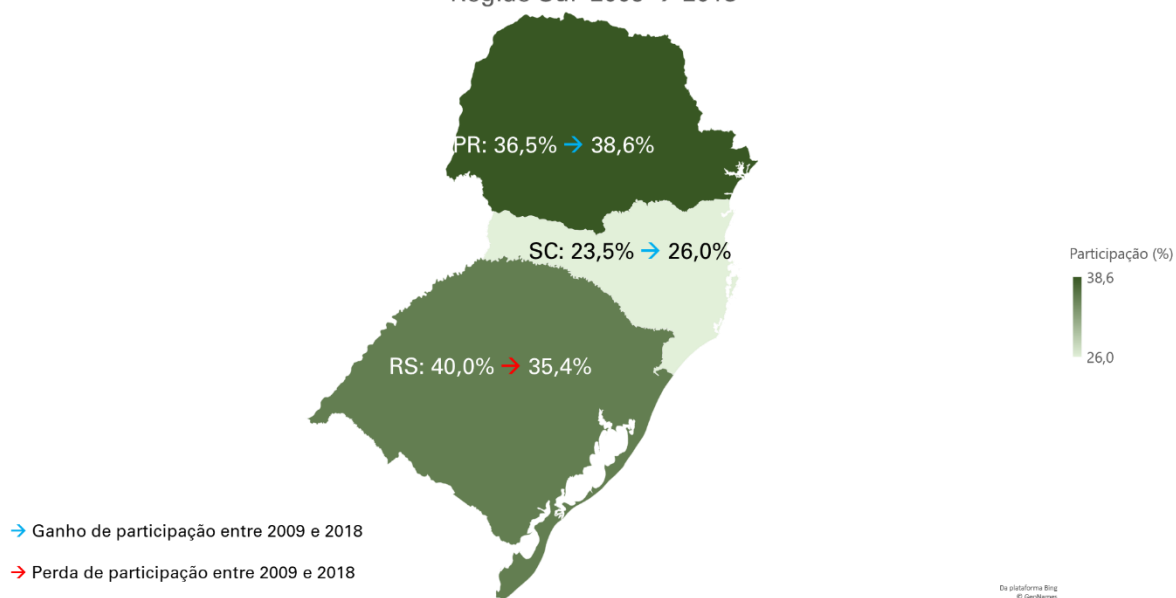 PR: 36,5% → 38,6%
SC: 23,5% → 26,0%
Participação (%)
38,6
26,0
RS: 40,0% → 35,4%
→ Ganho de participação entre 2009 e 2018
→ Perda de participação entre 2009 e 2018
Da plataforma Bing
© GeoNames